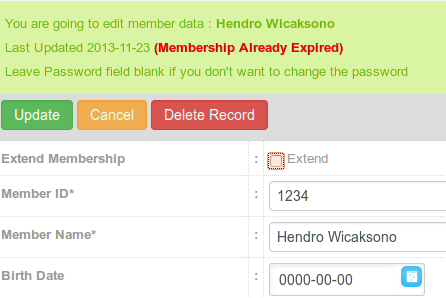 You are going to edit member data : Hendro Wicaksono
Last Updated 2013-11-23 (Membership Already Expired)
Leave Password field blank if you don't want to change the password
Update Cancel Delete Record
Extend Membership : Extend
Member ID* : 1234
Member Name* : Hendro Wicaksono
Birth Date : 0000-00-00